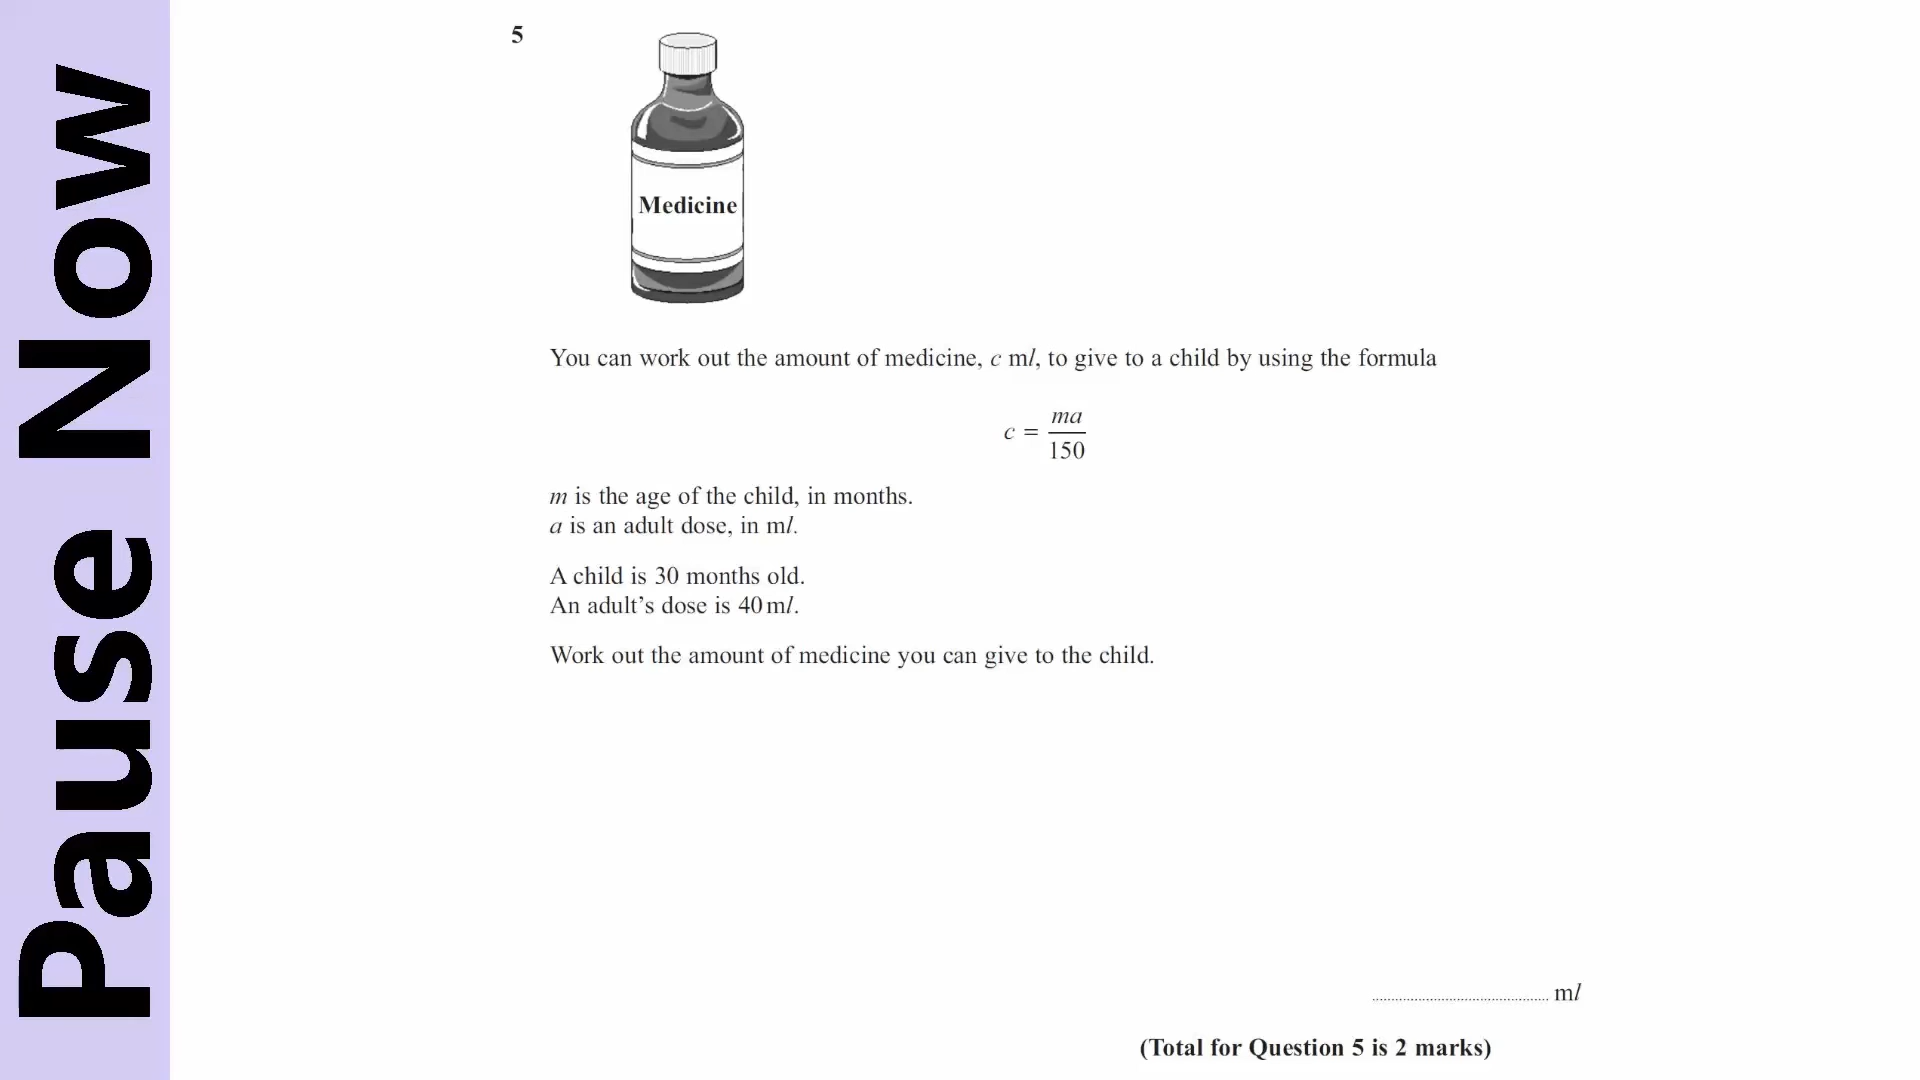 Pause Now
5
Medicine
You can work out the amount of medicine, c ml, to give to a child by using the formula
c = ma/150
m is the age of the child, in months.
a is an adult dose, in ml.
A child is 30 months old.
An adult’s dose is 40 ml.
Work out the amount of medicine you can give to the child.
........................................... ml
(Total for Question 5 is 2 marks)